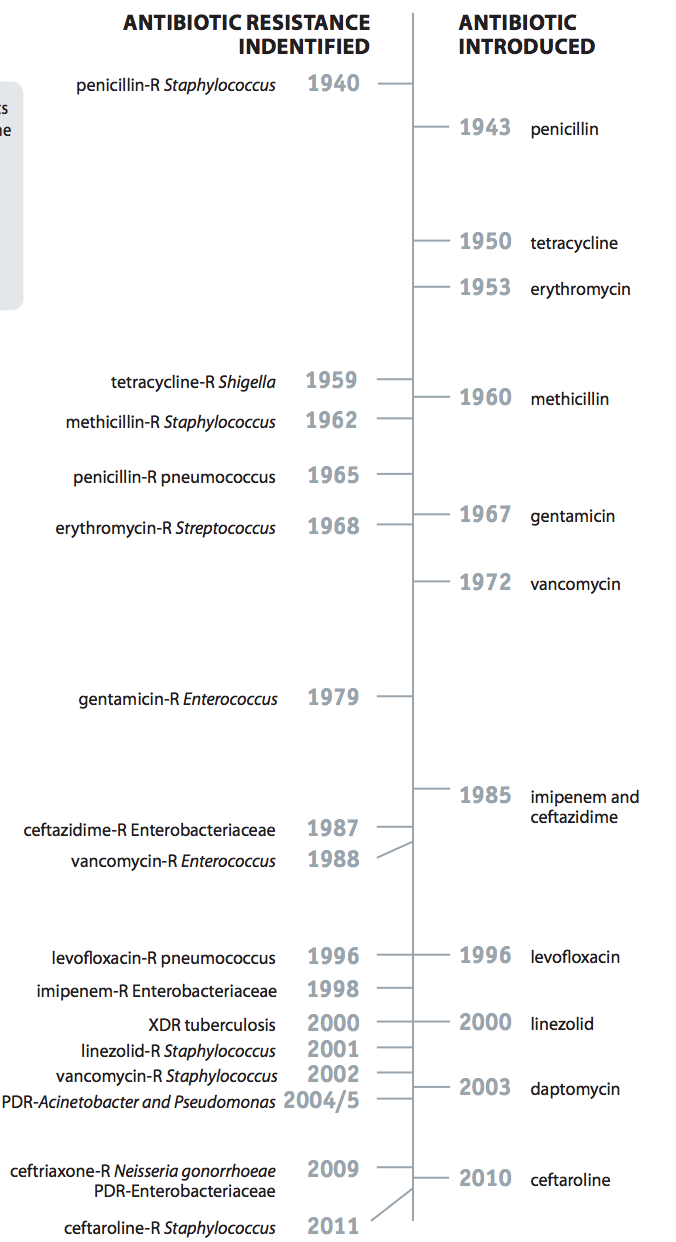 ANTIBIOTIC RESISTANCE
INDENTIFIED
ANTIBIOTIC
INTRODUCED
penicillin-R Staphylococcus 1940
1943 penicillin
1950 tetracycline
1953 erythromycin
tetracycline-R Shigella 1959
1960 methicillin
methicillin-R Staphylococcus 1962
penicillin-R pneumococcus 1965
1967 gentamicin
erythromycin-R Streptococcus 1968
1972 vancomycin
gentamicin-R Enterococcus 1979
1985 imipenem and
ceftazidime
ceftazidime-R Enterobacteriaceae 1987
vancomycin-R Enterococcus 1988
levofloxacin-R pneumococcus 1996
1996 levofloxacin
imipenem-R Enterobacteriaceae 1998
XDR tuberculosis 2000
2000 linezolid
linezolid-R Staphylococcus 2001
vancomycin-R Staphylococcus 2002
2003 daptomycin
PDR-Acinetobacter and Pseudomonas 2004/5
ceftriaxone-R Neisseria gonorrhoeae 2009
PDR-Enterobacteriaceae
2010 ceftaroline
ceftaroline-R Staphylococcus 2011